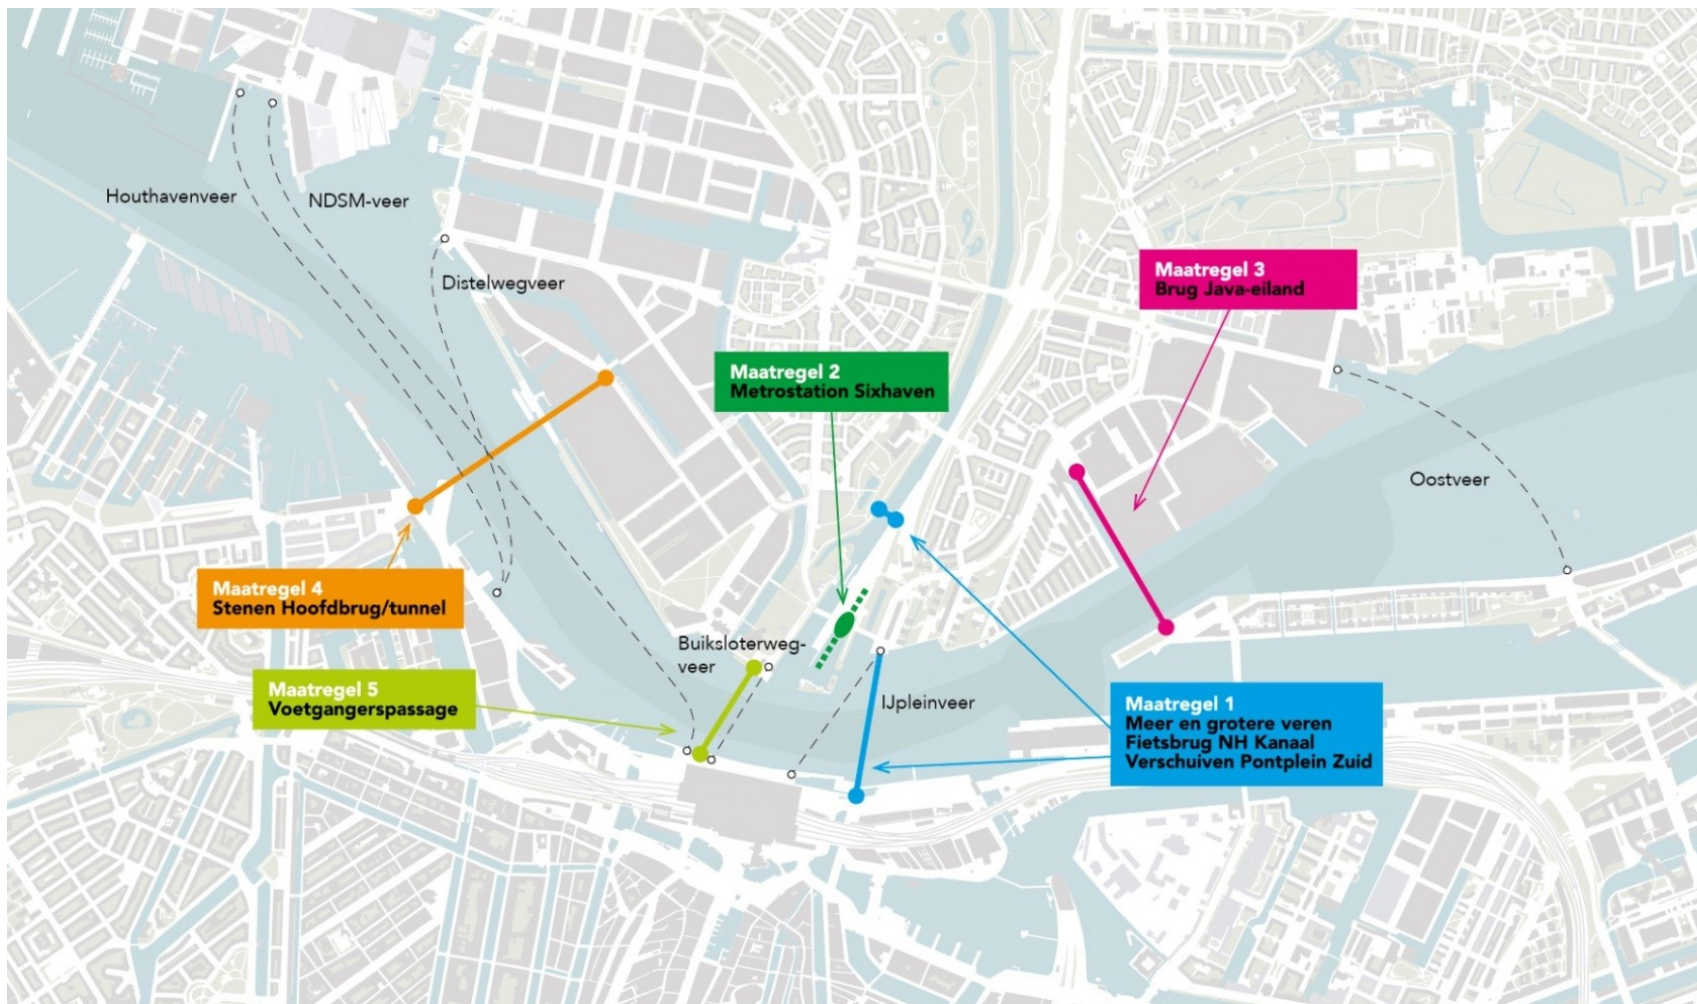 Houthavenveer
NDSM-veer
Distelwegveer
Maatregel 3
Brug Java-eiland
Maatregel 2
Metrostation Sixhaven
Oostveer
Maatregel 4
Stenen Hoofdbrug/tunnel
Buiksloterweg-
veer
Maatregel 5
Voetgangerspassage
IJpleinveer
Maatregel 1
Meer en grotere veren
Fietsbrug NH Kanaal
Verschuiven Pontplein Zuid